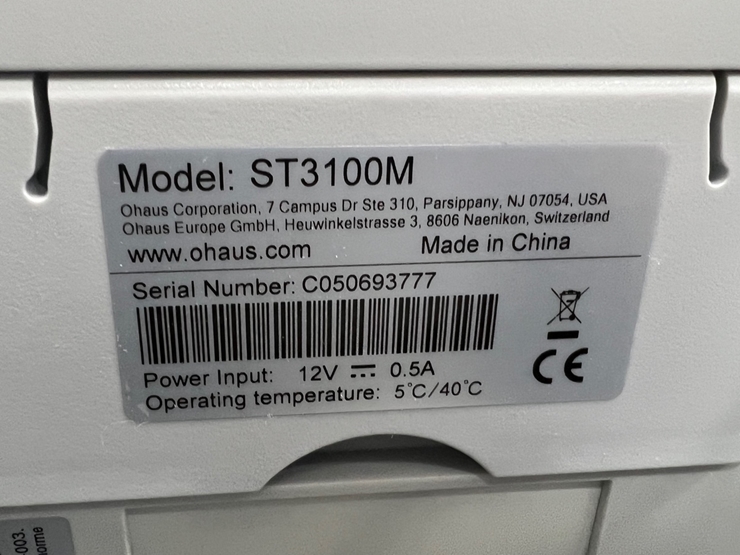 Model: ST3100M
Ohaus Corporation, 7 Campus Dr Ste 310, Parsippany, NJ 07054, USA
Ohaus Europe GmbH, Heuwinkelstrasse 3, 8606 Naenikon, Switzerland
www.ohaus.com Made in China
Serial Number: C050693777
Power Input: 12V 0.5A
Operating temperature: 5°C/40°C
CE
003.